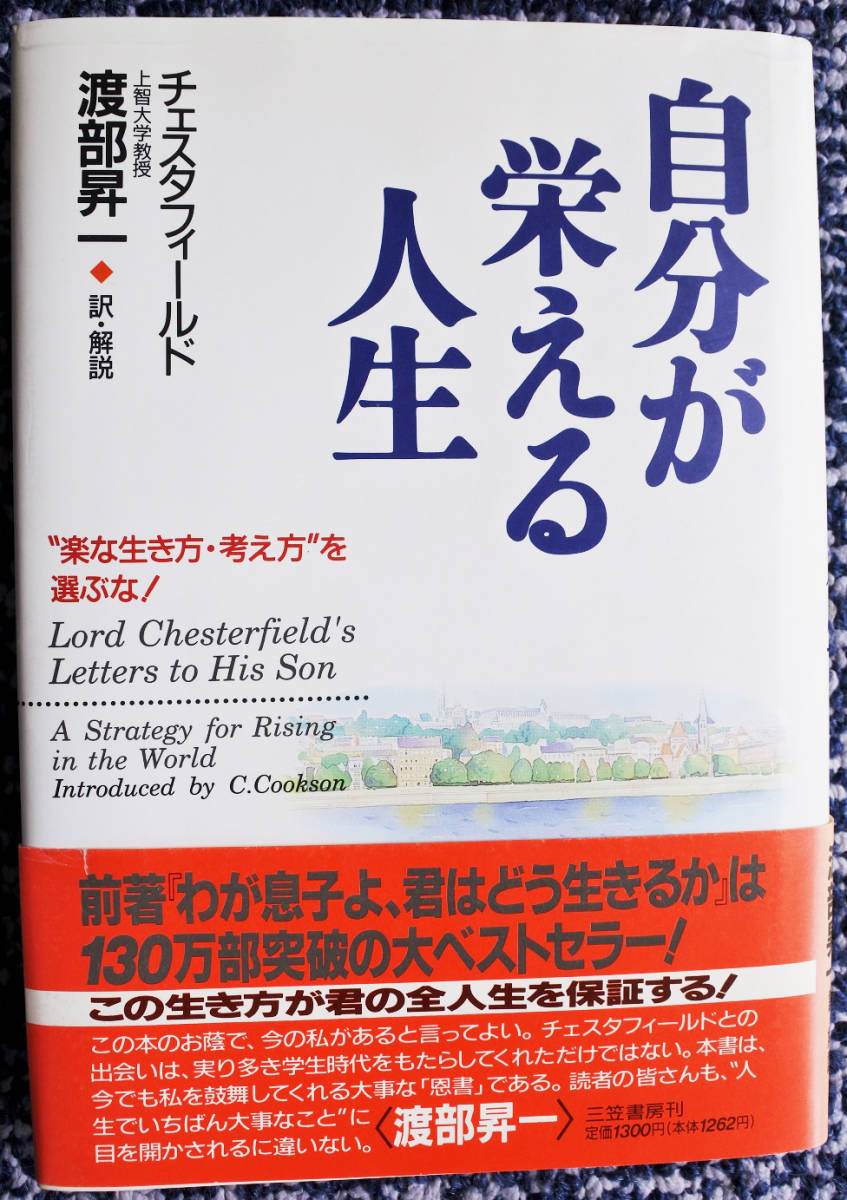 自分が
栄える
人生
チェスタフィールド
上智大学教授
渡部昇一◆訳・解説
“楽な生き方・考え方”を
選ぶな！
Lord Chesterfield's
Letters to His Son
A Strategy for Rising
in the World
Introduced by C.Cookson
前著『わが息子よ、君はどう生きるか』は
130万部突破の大ベストセラー！
この生き方が君の全人生を保証する！
この本のお蔭で、今の私があると言ってよい。チェスタフィールドとの
出会いは、実り多き学生時代をもたらしてくれただけではない。本書は、
今でも私を鼓舞してくれる大事な「恩書」である。読者の皆さんも、“人
生でいちばん大事なこと”に
目を開かされるに違いない。
〈渡部昇一〉
三笠書房刊
定価1300円（本体1262円）